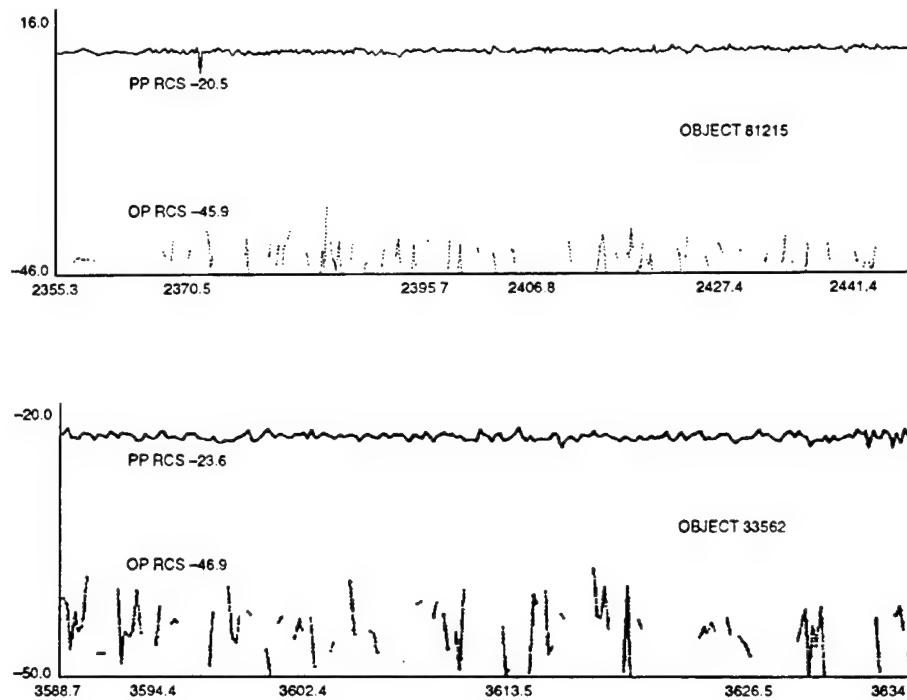 16.0
PP RCS –20.5
OBJECT 81215
OP RCS –45.9
–46.0
2355.3 2370.5 2395.7 2406.8 2427.4 2441.4
–20.0
PP RCS –23.6
OBJECT 33562
OP RCS –46.9
–50.0
3588.7 3594.4 3602.4 3613.5 3626.5 3634